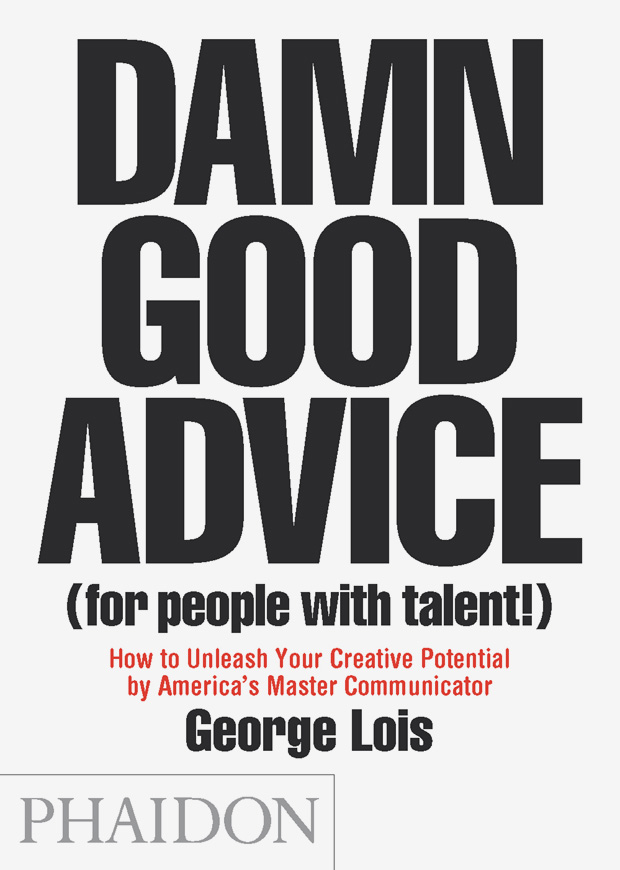 DAMN
GOOD
ADVICE
(for people with talent!)
How to Unleash Your Creative Potential
by America's Master Communicator
George Lois
PHAIDON